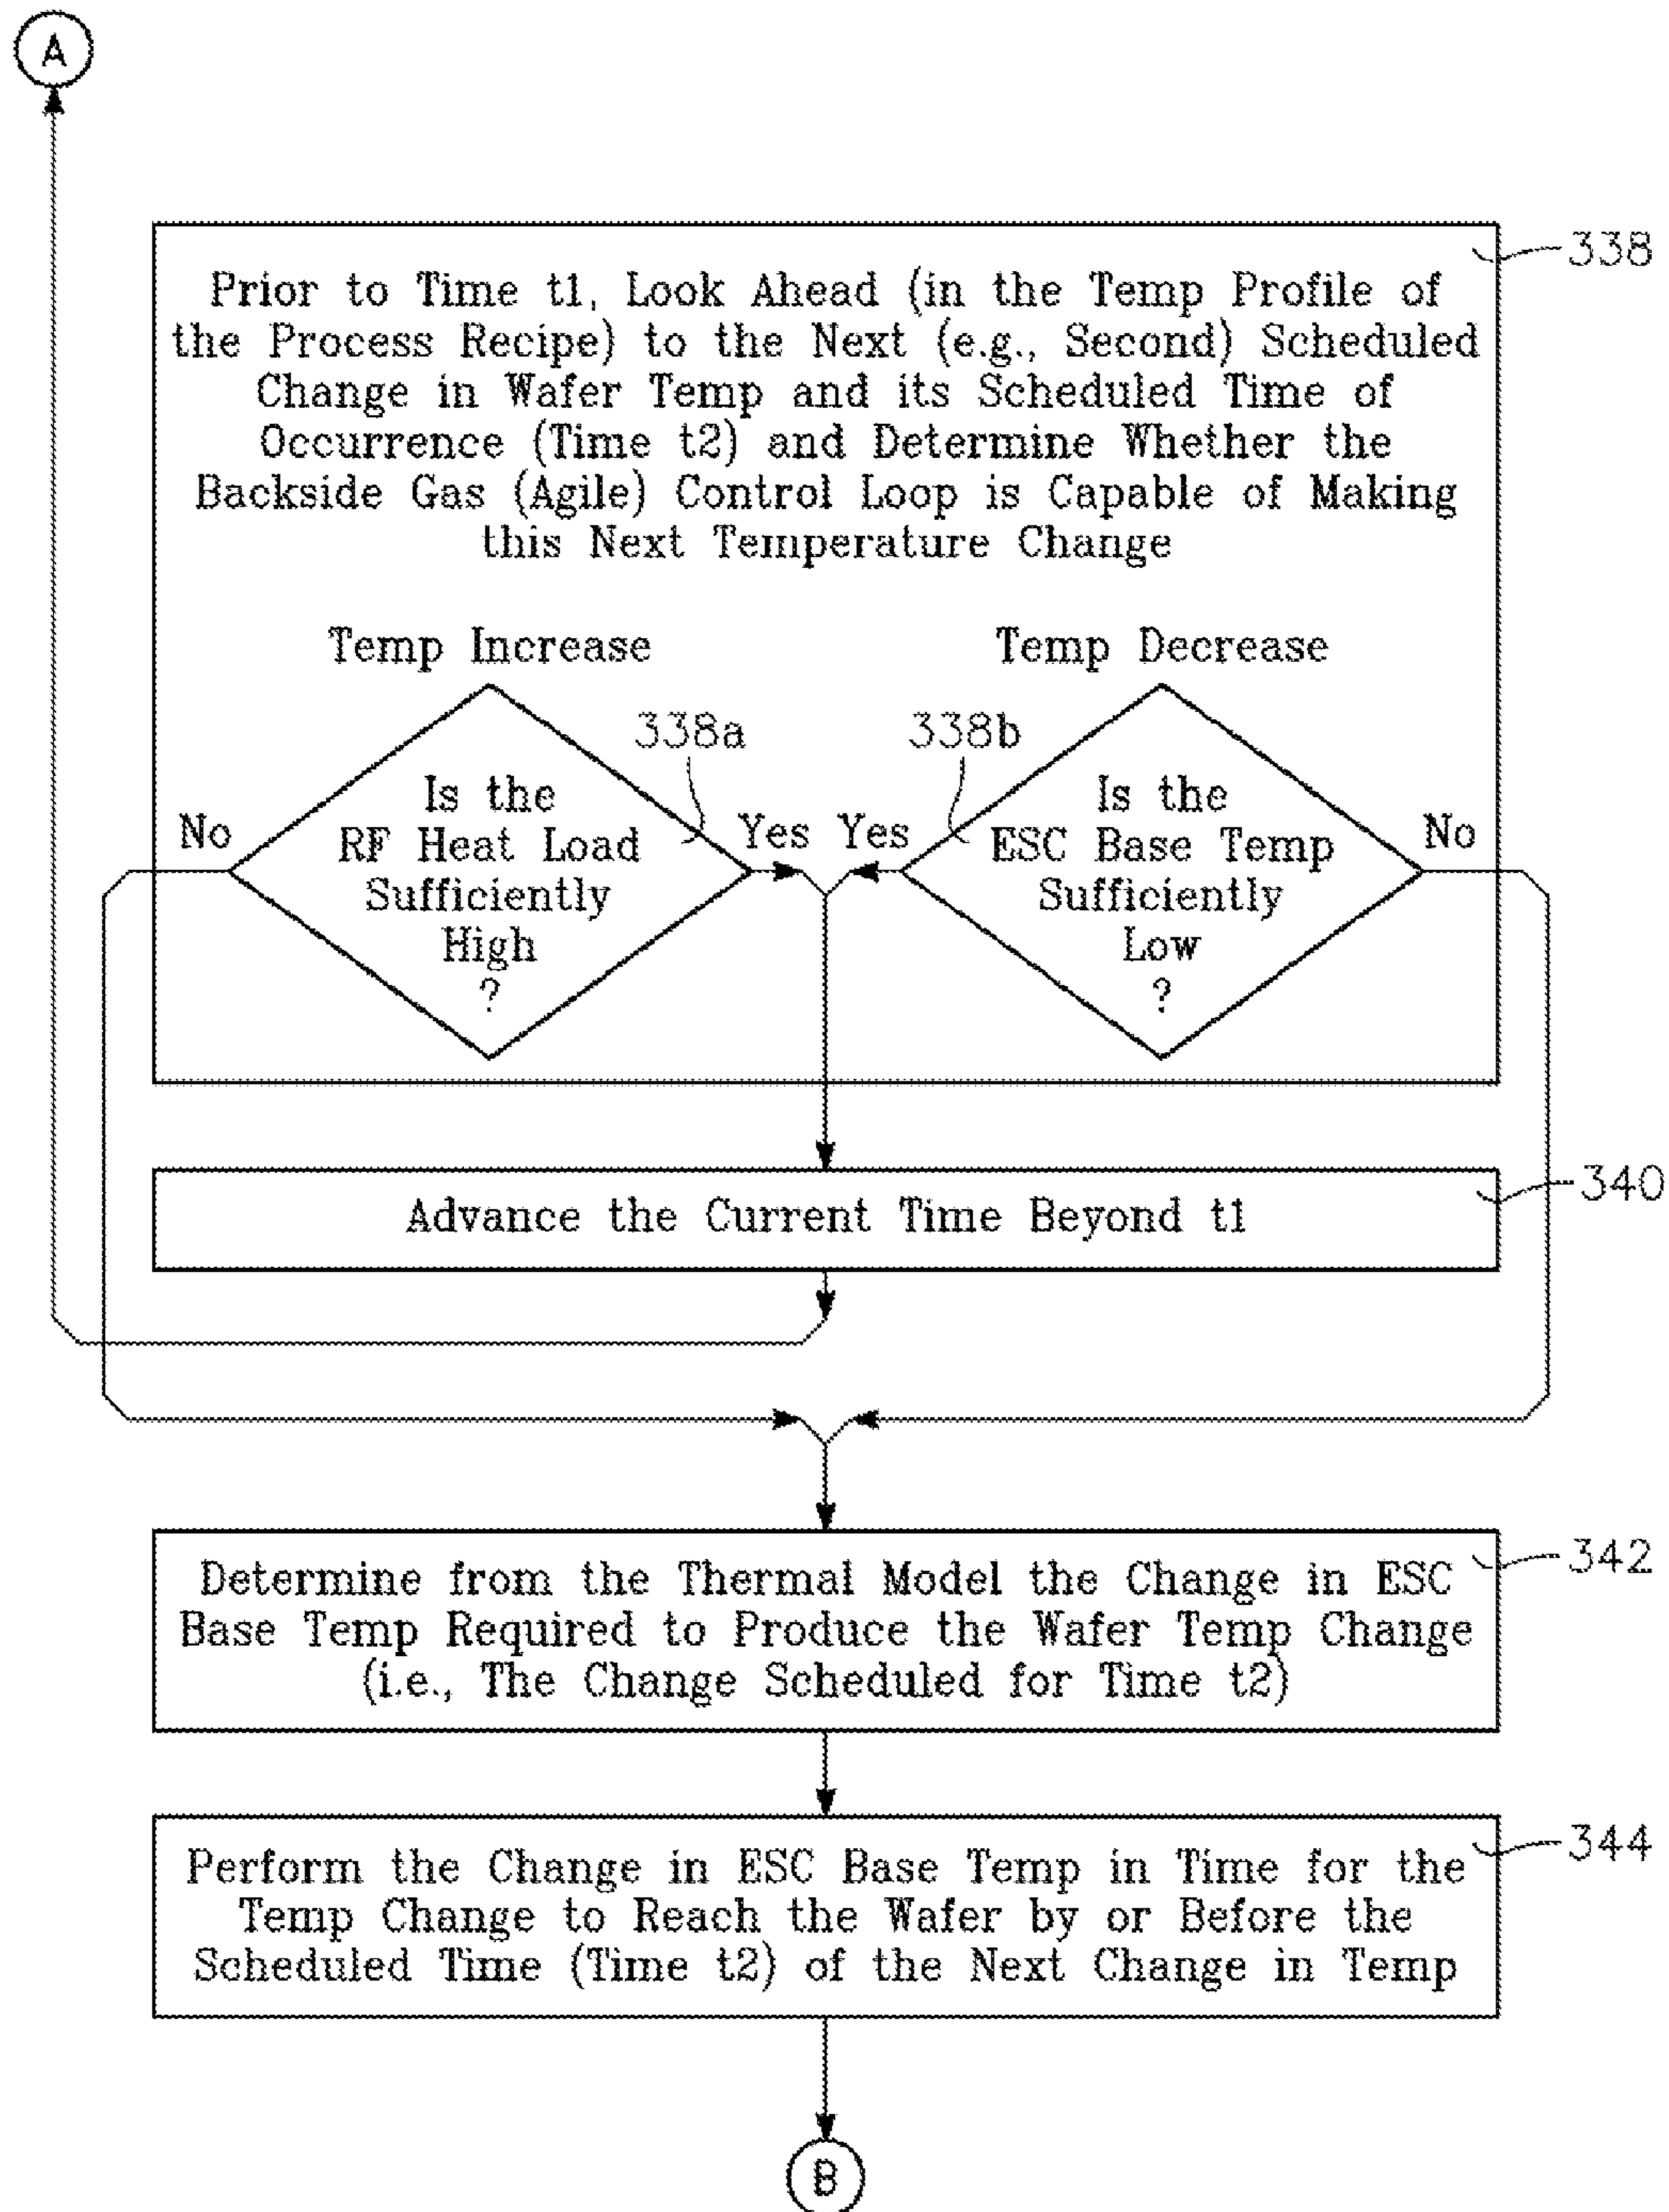 A
338
Prior to Time t1, Look Ahead (in the Temp Profile of
the Process Recipe) to the Next (e.g., Second) Scheduled
Change in Wafer Temp and its Scheduled Time of
Occurrence (Time t2) and Determine Whether the
Backside Gas (Agile) Control Loop is Capable of Making
this Next Temperature Change
Temp Increase
Temp Decrease
338a
338b
No
Is the
RF Heat Load
Sufficiently
High
?
Yes
Yes
Is the
ESC Base Temp
Sufficiently
Low
?
No
340
Advance the Current Time Beyond t1
342
Determine from the Thermal Model the Change in ESC
Base Temp Required to Produce the Wafer Temp Change
(i.e., The Change Scheduled for Time t2)
344
Perform the Change in ESC Base Temp in Time for the
Temp Change to Reach the Wafer by or Before the
Scheduled Time (Time t2) of the Next Change in Temp
B